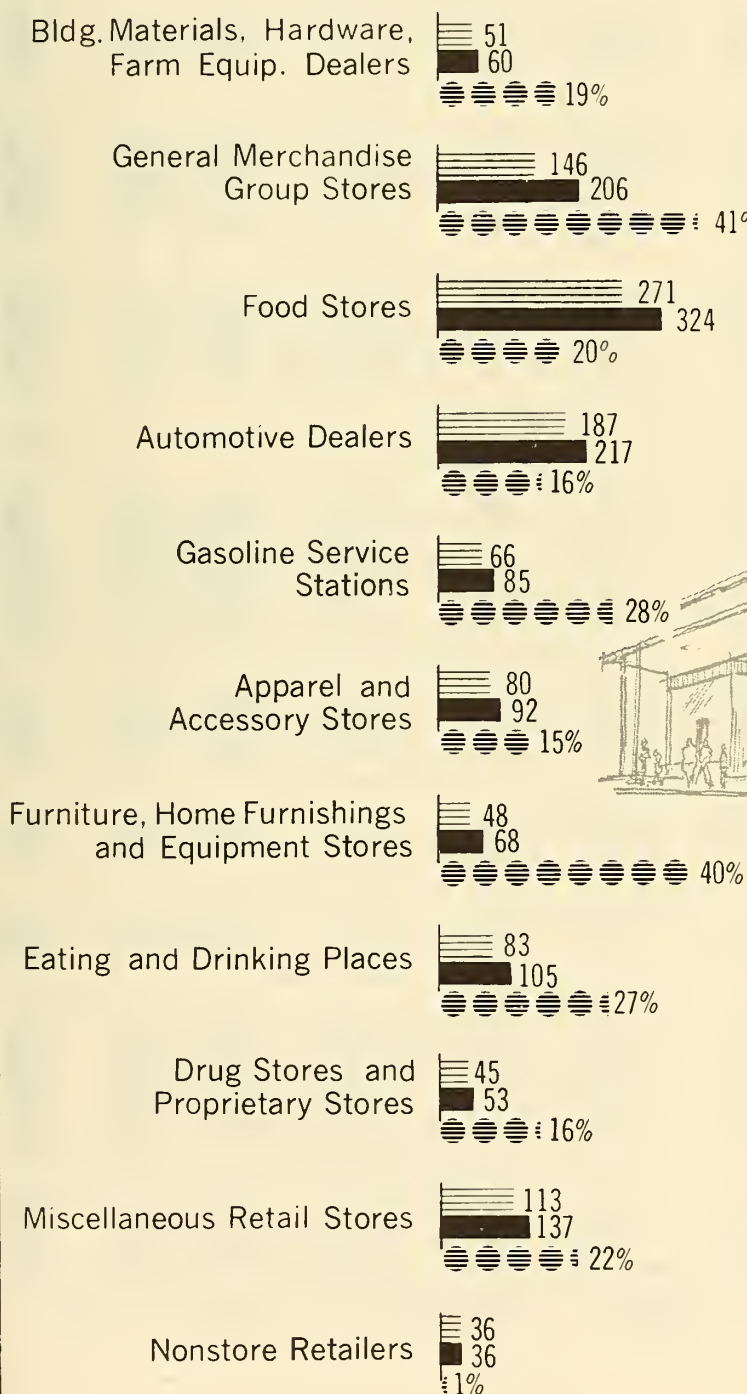 Bldg. Materials, Hardware,
Farm Equip. Dealers
51
60
19%
General Merchandise
Group Stores
146
206
41%
Food Stores
271
324
20%
Automotive Dealers
187
217
16%
Gasoline Service
Stations
66
85
28%
Apparel and
Accessory Stores
80
92
15%
Furniture, Home Furnishings
and Equipment Stores
48
68
40%
Eating and Drinking Places
83
105
27%
Drug Stores and
Proprietary Stores
45
53
16%
Miscellaneous Retail Stores
113
137
22%
Nonstore Retailers
36
36
1%